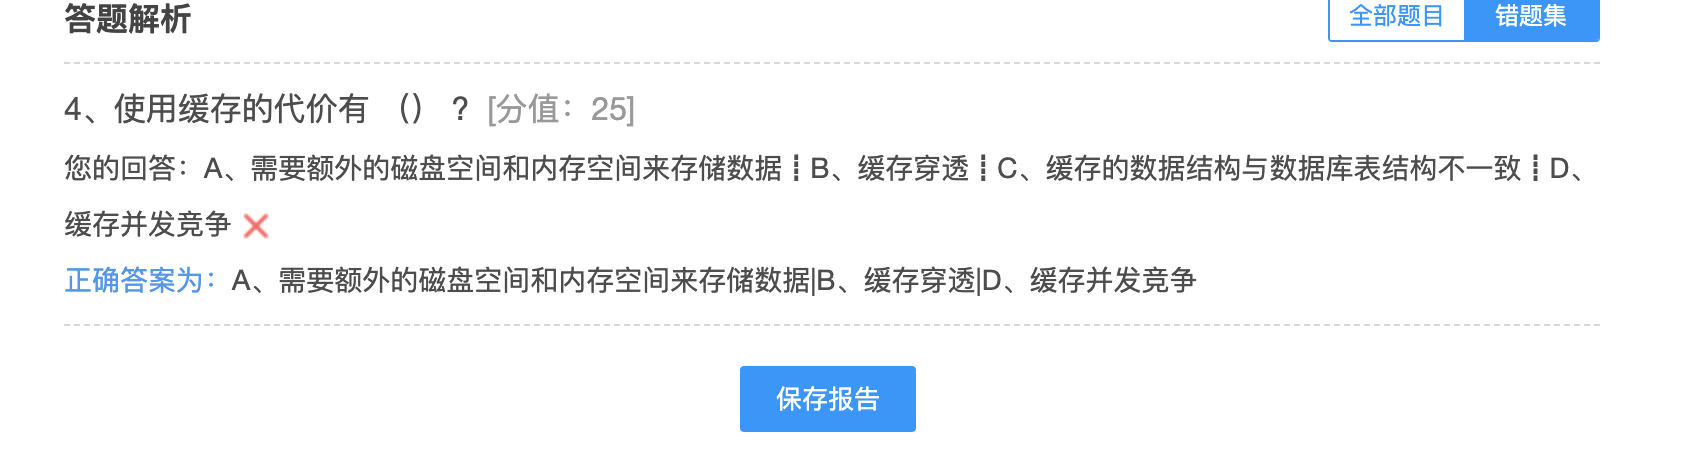 答题解析
全部题目 错题集
4、使用缓存的代价有 （） ？ [分值：25]
您的回答：A、需要额外的磁盘空间和内存空间来存储数据┋B、缓存穿透┋C、缓存的数据结构与数据库表结构不一致┋D、
缓存并发竞争
正确答案为：A、需要额外的磁盘空间和内存空间来存储数据|B、缓存穿透|D、缓存并发竞争
保存报告